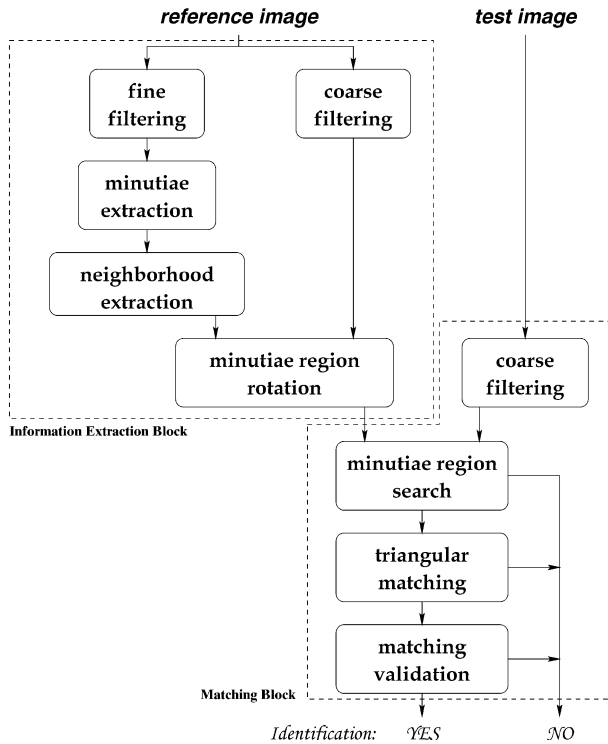 reference image
test image
fine
filtering
coarse
filtering
minutiae
extraction
neighborhood
extraction
minutiae region
rotation
coarse
filtering
Information Extraction Block
minutiae region
search
triangular
matching
matching
validation
Matching Block
Identification: YES NO